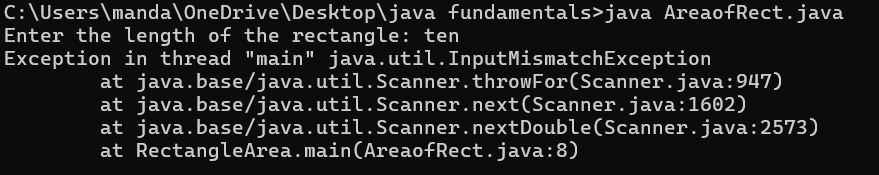 C:\Users\manda\OneDrive\Desktop\java fundamentals>java AreaofRect.java
Enter the length of the rectangle: ten
Exception in thread "main" java.util.InputMismatchException
        at java.base/java.util.Scanner.throwFor(Scanner.java:947)
        at java.base/java.util.Scanner.next(Scanner.java:1602)
        at java.base/java.util.Scanner.nextDouble(Scanner.java:2573)
        at RectangleArea.main(AreaofRect.java:8)